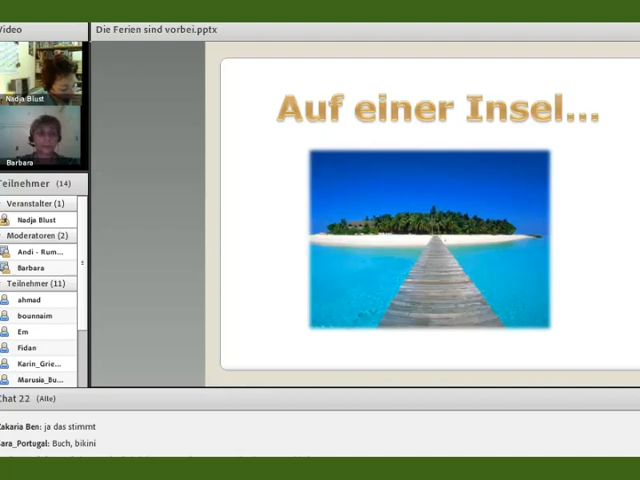 Video
Die Ferien sind vorbei.pptx
Nadja Blust
Barbara
Teilnehmer (14)
Veranstalter (1)
Nadja Blust
Moderatoren (2)
Andi - Rum...
Barbara
Teilnehmer (11)
ahmad
bounnaim
Em
Fidan
Karin_Grie...
Marusia_Bu...
Auf einer Insel...
Chat 22 (Alle)
Zakaria Ben: ja das stimmt
Sara_Portugal: Buch, bikini